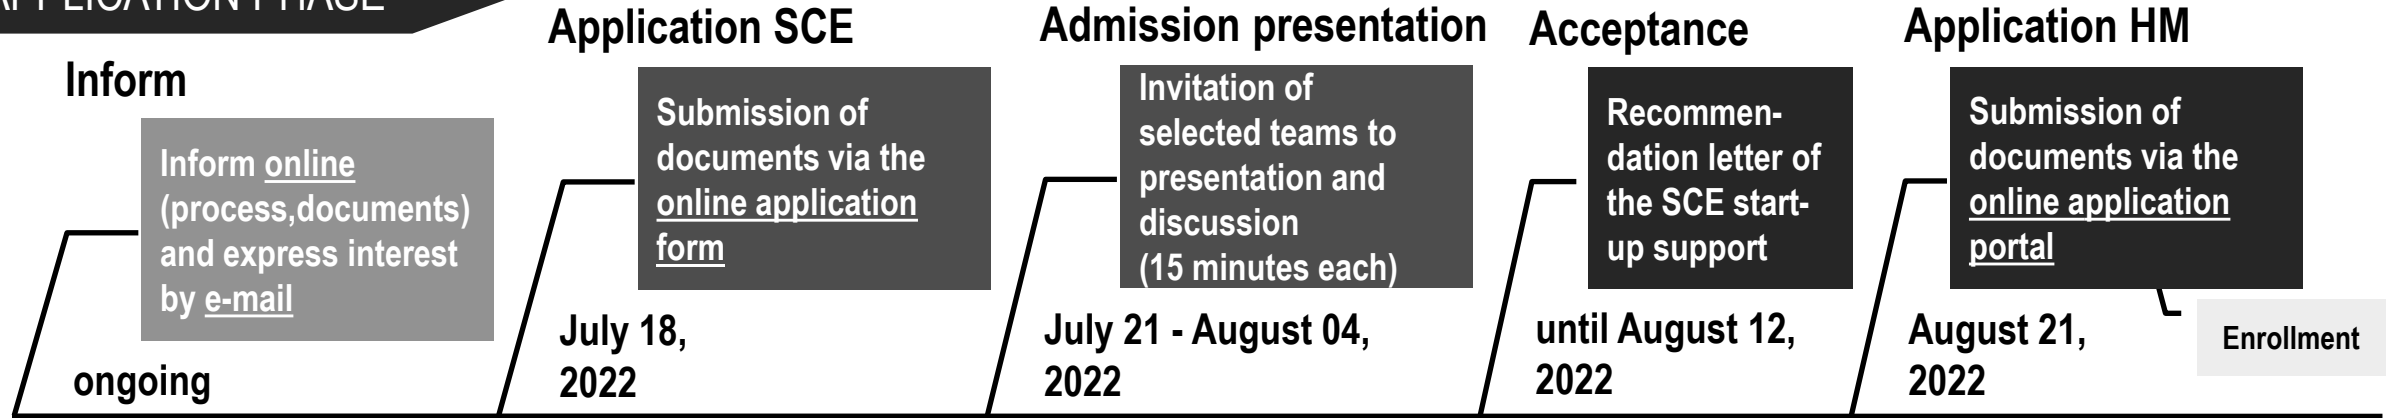 APPLICATION PHASE
Inform
Inform online
(process,documents)
and express interest
by e-mail
ongoing
Application SCE
Submission of
documents via the
online application
form
July 18,
2022
Admission presentation
Invitation of
selected teams to
presentation and
discussion
(15 minutes each)
July 21 - August 04,
2022
Acceptance
Recommen-
dation letter of
the SCE start-
up support
until August 12,
2022
Application HM
Submission of
documents via the
online application
portal
August 21,
2022
Enrollment